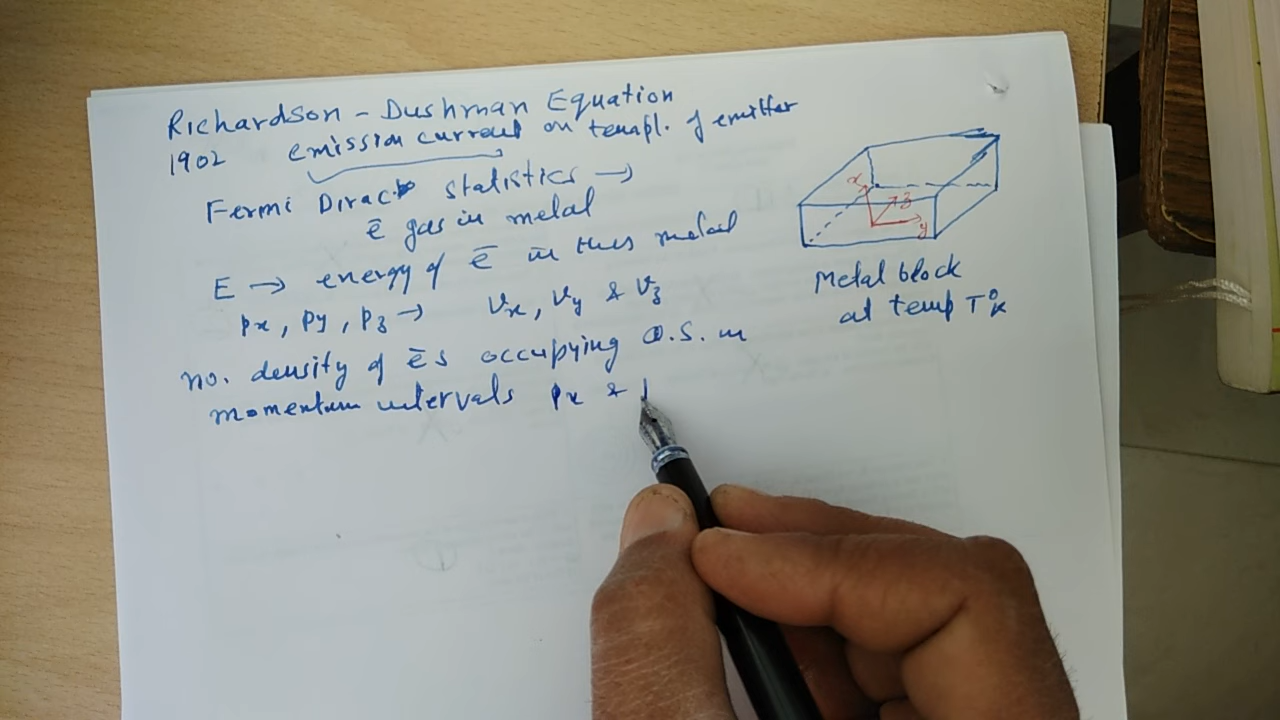 Richardson - Dushman Equation
1902 emission current on templ. of emitter
Fermi Dirac statistics →
ē gas in metal
E → energy of ē in this metal
px, py, pz → vx, vy & vz
no. density of ēs occupying Q.S. in
momentum intervals px &
x
z
y
Metal block
at temp T°K